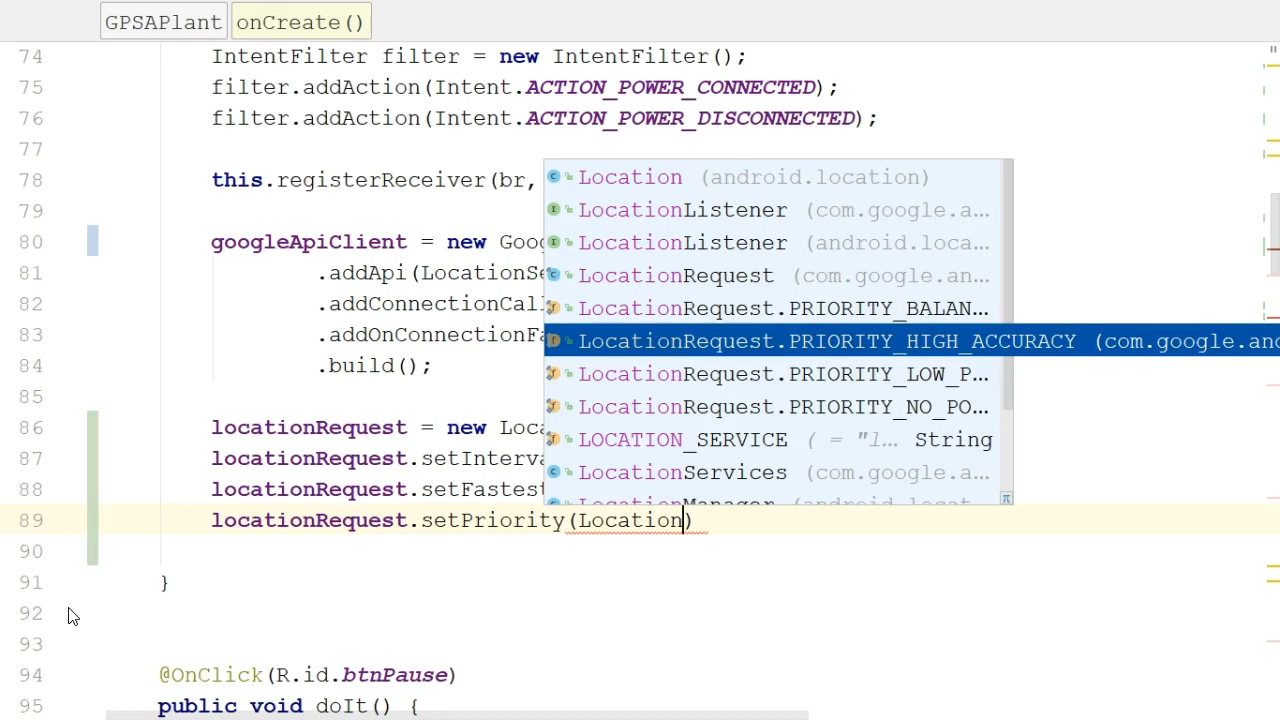 GPSAPlant onCreate()
74 IntentFilter filter = new IntentFilter();
75 filter.addAction(Intent.ACTION_POWER_CONNECTED);
76 filter.addAction(Intent.ACTION_POWER_DISCONNECTED);
77
78 this.registerReceiver(br,
79
80 googleApiClient = new Goo
81 .addApi(LocationSe
82 .addConnectionCall
83 .addOnConnectionFa
84 .build();
85
86 locationRequest = new Loca
87 locationRequest.setInterva
88 locationRequest.setFastest
89 locationRequest.setPriority(Location)
90
91 }
92
93
94 @OnClick(R.id.btnPause)
95 public void doIt() {
Location (android.location)
LocationListener (com.google.a...
LocationListener (android.loca...
LocationRequest (com.google.an...
LocationRequest.PRIORITY_BALAN...
LocationRequest.PRIORITY_HIGH_ACCURACY (com.google.and
LocationRequest.PRIORITY_LOW_P...
LocationRequest.PRIORITY_NO_PO...
LOCATION_SERVICE ( = "l... String
LocationServices (com.google.a...
LocationManager (android.locat